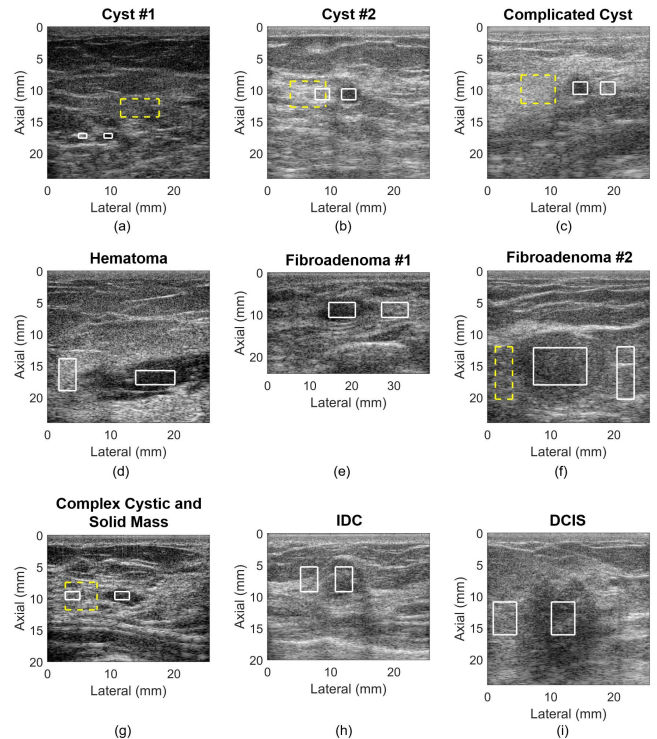 Cyst #1
Cyst #2
Complicated Cyst
0
5
10
15
20
Axial (mm)
0 10 20
Lateral (mm)
(a)
0
5
10
15
20
Axial (mm)
0 10 20
Lateral (mm)
(b)
0
5
10
15
20
Axial (mm)
0 10 20
Lateral (mm)
(c)
Hematoma
Fibroadenoma #1
Fibroadenoma #2
0
5
10
15
20
Axial (mm)
0 10 20
Lateral (mm)
(d)
0
5
10
15
20
Axial (mm)
0 10 20 30
Lateral (mm)
(e)
0
5
10
15
20
Axial (mm)
0 10 20
Lateral (mm)
(f)
Complex Cystic and
Solid Mass
IDC
DCIS
0
5
10
15
20
Axial (mm)
0 10 20
Lateral (mm)
(g)
0
5
10
15
20
Axial (mm)
0 10 20
Lateral (mm)
(h)
0
5
10
15
20
Axial (mm)
0 10 20
Lateral (mm)
(i)